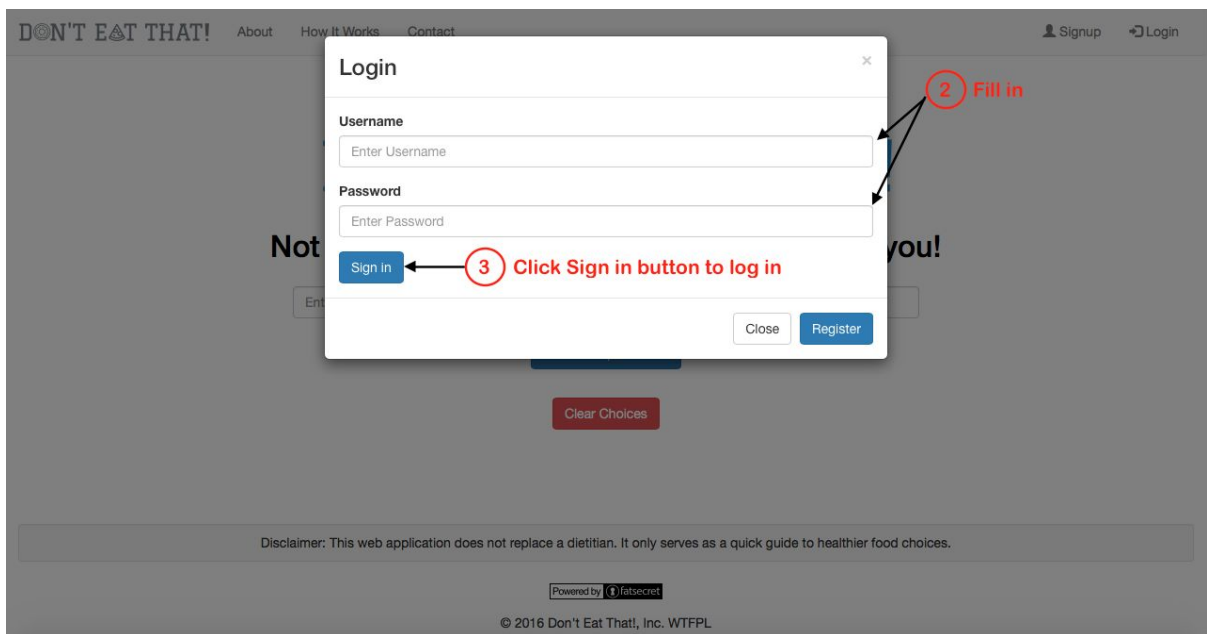 DON'T EAT THAT! About How It Works Contact Signup Login
Login ×
2 Fill in
Username
Enter Username
Password
Enter Password
Not you!
Sign in 3 Click Sign in button to log in
Ent
Close Register
Clear Choices
Disclaimer: This web application does not replace a dietitian. It only serves as a quick guide to healthier food choices.
Powered by fatsecret
© 2016 Don't Eat That!, Inc. WTFPL